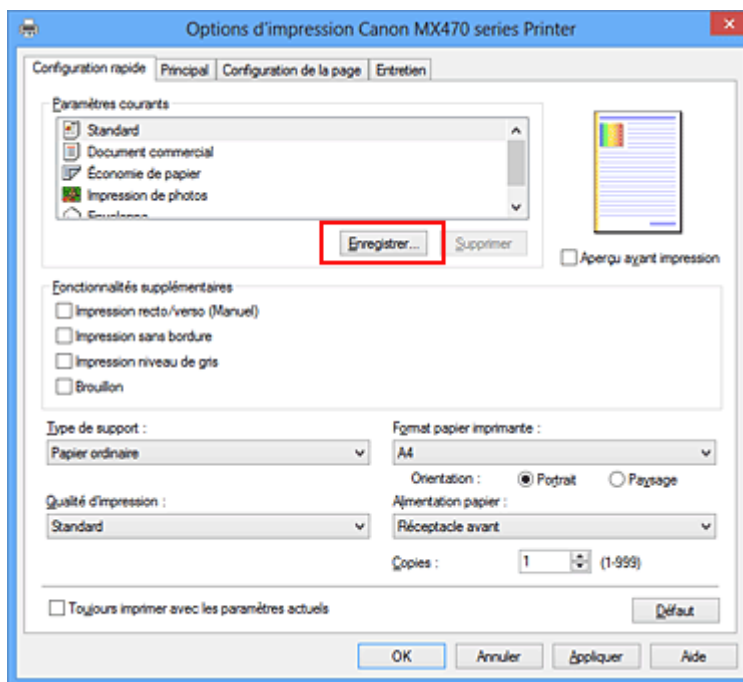 Options d'impression Canon MX470 series Printer
Configuration rapide Principal Configuration de la page Entretien
Paramètres courants
Standard
Document commercial
Économie de papier
Impression de photos
Enregistrer... Supprimer
Aperçu avant impression
Fonctionnalités supplémentaires
Impression recto/verso (Manuel)
Impression sans bordure
Impression niveau de gris
Brouillon
Type de support : Format papier imprimante :
Papier ordinaire A4
Orientation : Portrait Paysage
Qualité d'impression : Alimentation papier :
Standard Réceptacle avant
Copies : 1 (1-999)
Toujours imprimer avec les paramètres actuels Défaut
OK Annuler Appliquer Aide